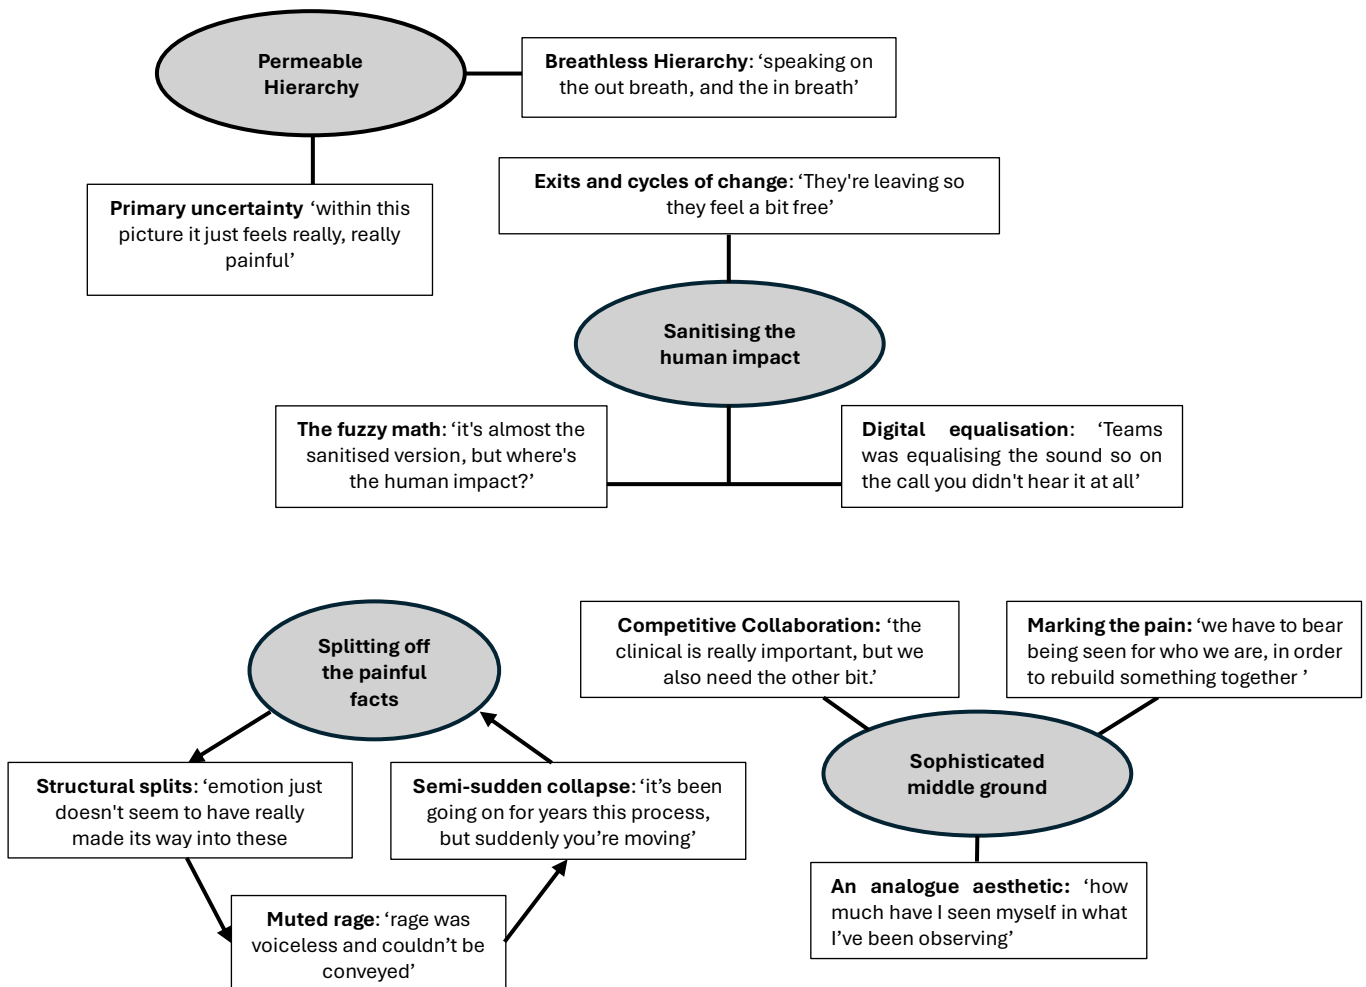 Permeable
Hierarchy
Breathless Hierarchy: ‘speaking on
the out breath, and the in breath’
Primary uncertainty ‘within this
picture it just feels really, really
painful’
Exits and cycles of change: ‘They're leaving so
they feel a bit free’
Sanitising the
human impact
The fuzzy math: ‘it's almost the
sanitised version, but where's
the human impact?’
Digital equalisation: ‘Teams
was equalising the sound so on
the call you didn't hear it at all’
Splitting off
the painful
facts
Structural splits: ‘emotion just
doesn't seem to have really
made its way into these
Semi-sudden collapse: ‘it’s been
going on for years this process,
but suddenly you’re moving’
Muted rage: ‘rage was
voiceless and couldn’t be
conveyed’
Competitive Collaboration: ‘the
clinical is really important, but we
also need the other bit.’
Marking the pain: ‘we have to bear
being seen for who we are, in order
to rebuild something together ’
Sophisticated
middle ground
An analogue aesthetic: ‘how
much have I seen myself in what
I’ve been observing’